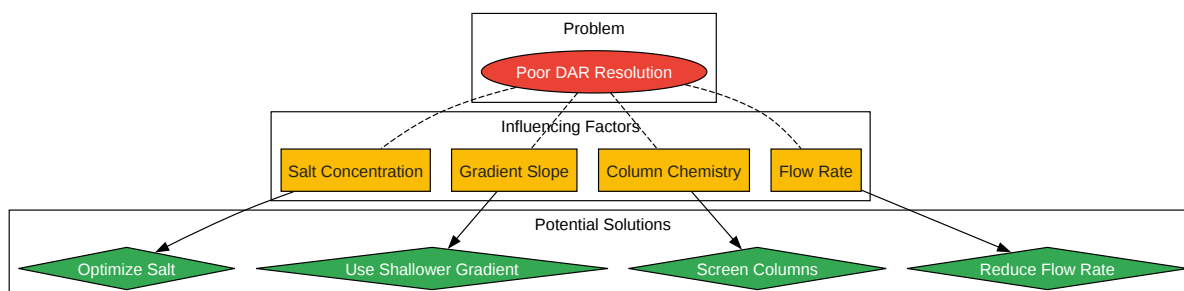 Problem
Poor DAR Resolution
Influencing Factors
Salt Concentration
Gradient Slope
Column Chemistry
Flow Rate
Potential Solutions
Optimize Salt
Use Shallower Gradient
Screen Columns
Reduce Flow Rate